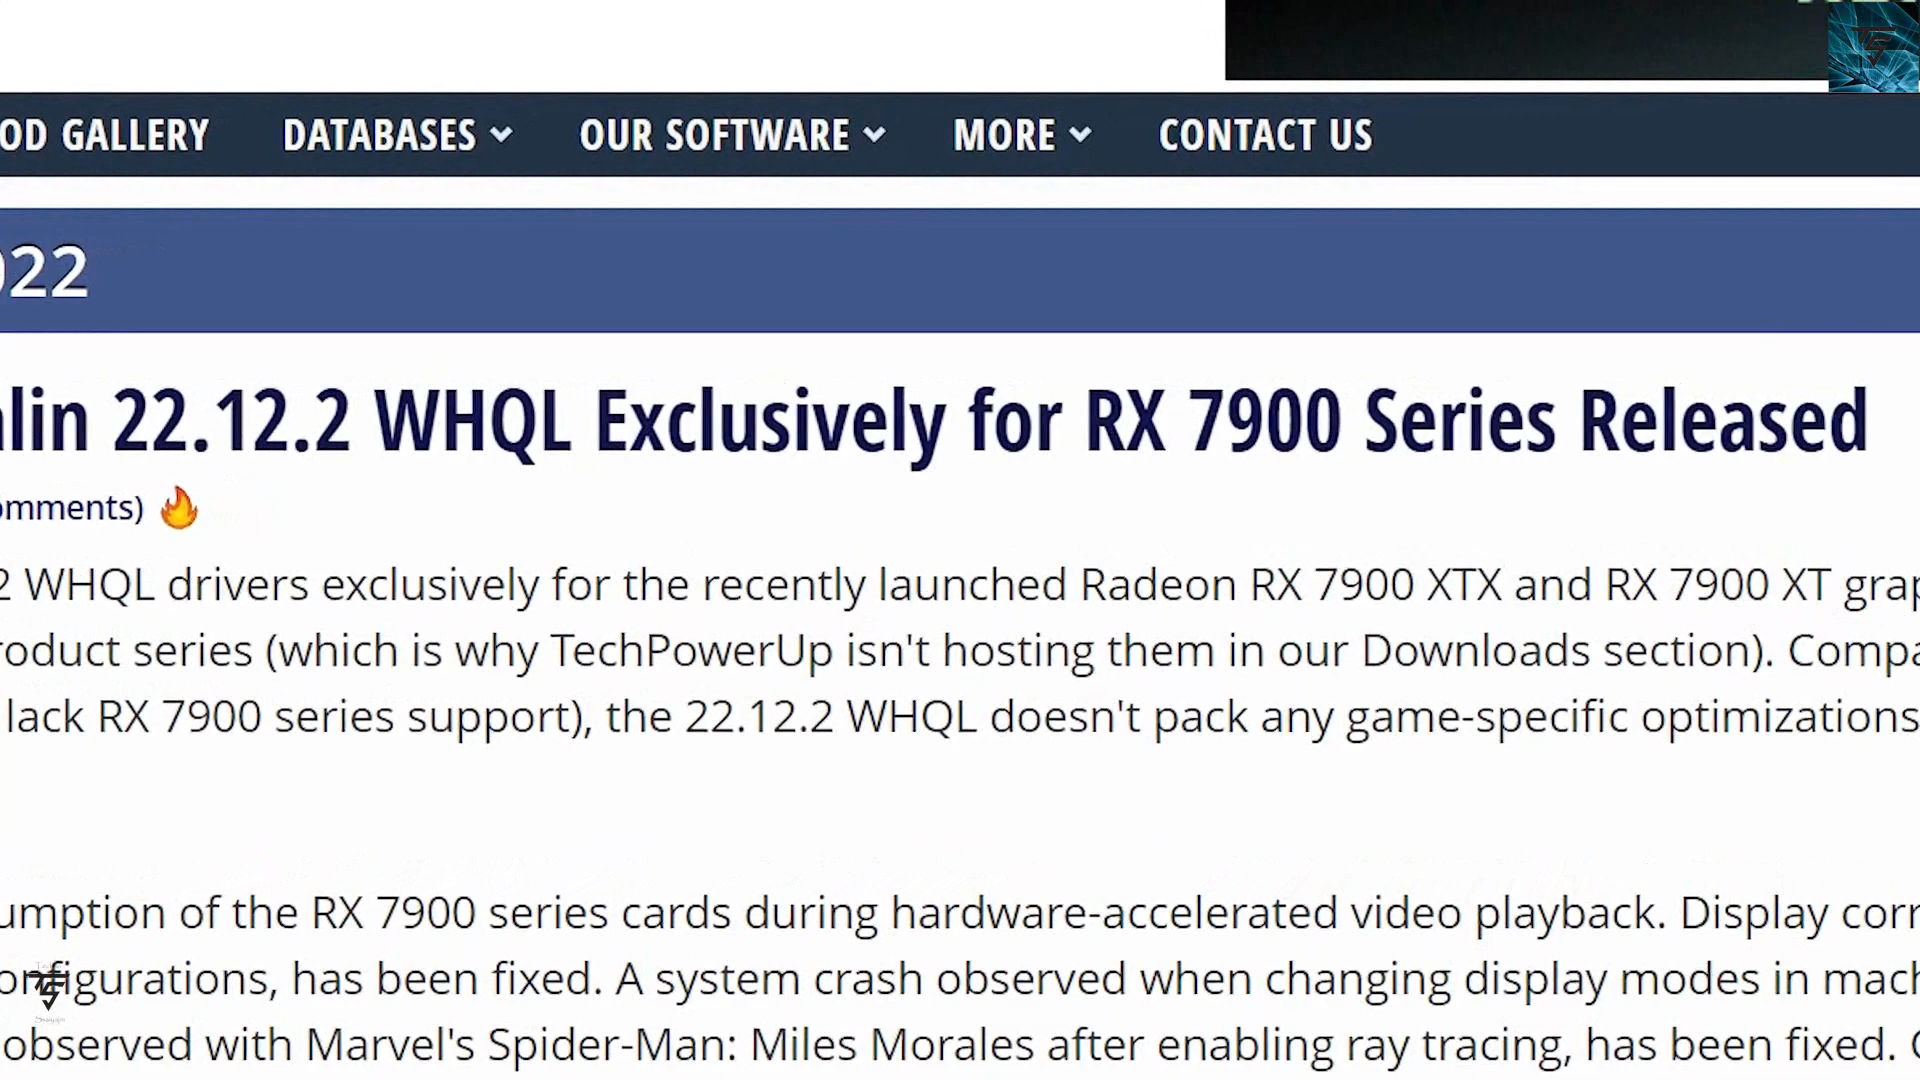 OD GALLERY DATABASES OUR SOFTWARE MORE CONTACT US
022
lin 22.12.2 WHQL Exclusively for RX 7900 Series Released
omments)
2 WHQL drivers exclusively for the recently launched Radeon RX 7900 XTX and RX 7900 XT grap
roduct series (which is why TechPowerUp isn't hosting them in our Downloads section). Compa
lack RX 7900 series support), the 22.12.2 WHQL doesn't pack any game-specific optimizations
umption of the RX 7900 series cards during hardware-accelerated video playback. Display corr
onfigurations, has been fixed. A system crash observed when changing display modes in mach
observed with Marvel's Spider-Man: Miles Morales after enabling ray tracing, has been fixed.